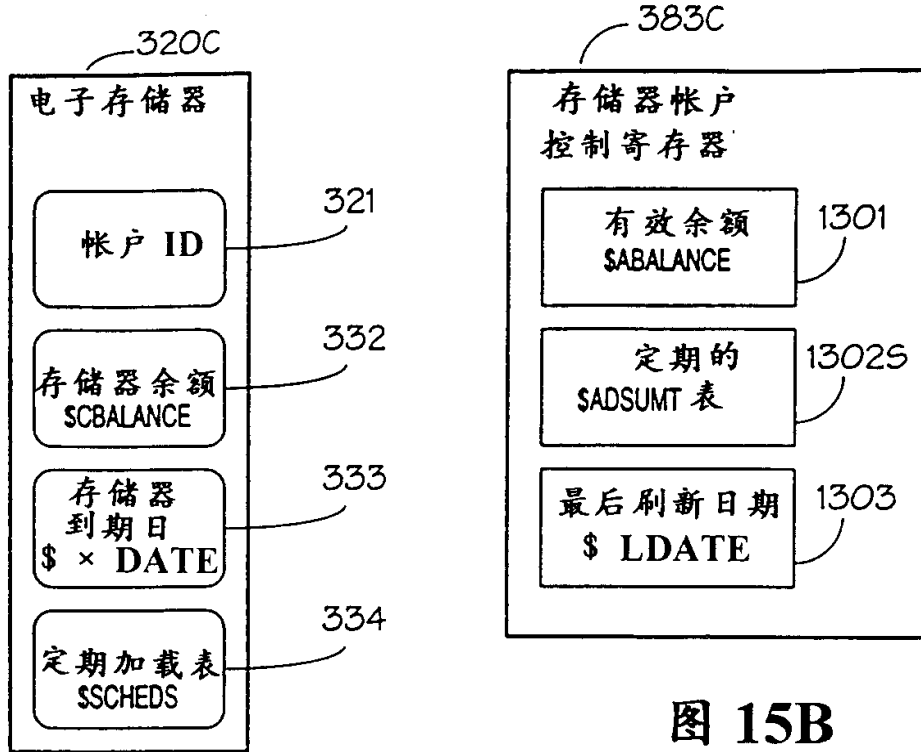 320C
电子存储器
帐户 ID
321
存储器余额
$CBALANCE
332
存储器
到期日
$ × DATE
333
定期加载表
$SCHEDS
334
383C
存储器帐户
控制寄存器
有效余额
$ABALANCE
1301
定期的
$ADSUMT 表
1302S
最后刷新日期
$ LDATE
1303
图 15B